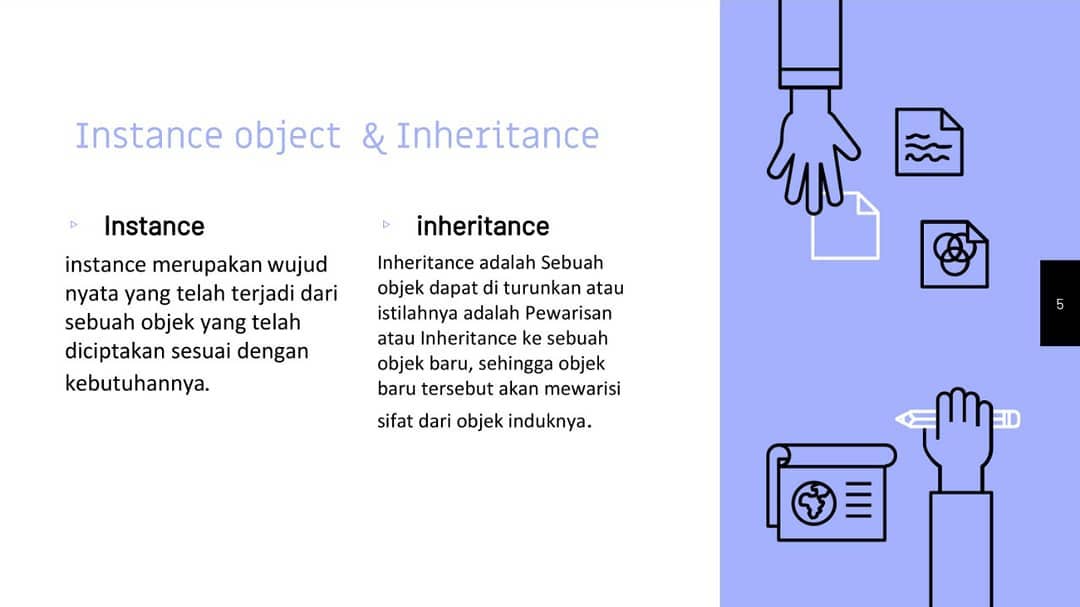 Instance object & Inheritance
Instance
instance merupakan wujud
nyata yang telah terjadi dari
sebuah objek yang telah
diciptakan sesuai dengan
kebutuhannya.
inheritance
Inheritance adalah Sebuah
objek dapat di turunkan atau
istilahnya adalah Pewarisan
atau Inheritance ke sebuah
objek baru, sehingga objek
baru tersebut akan mewarisi
sifat dari objek induknya.
5